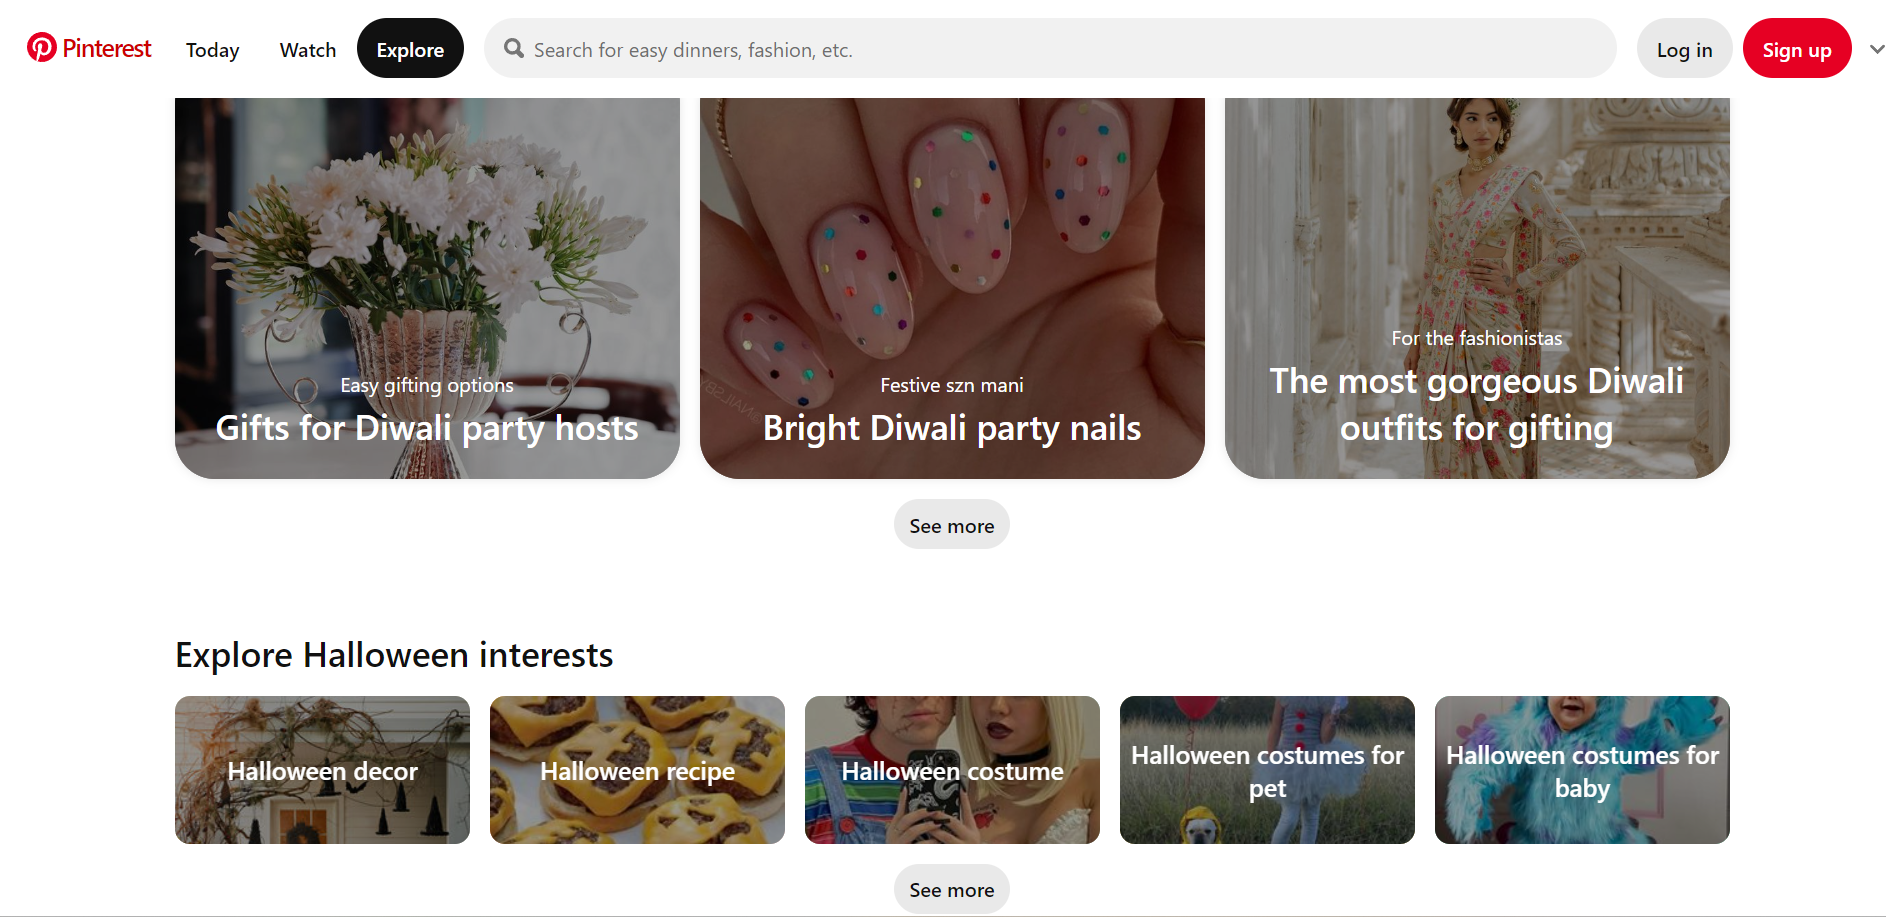 Pinterest
Today
Watch
Explore
Search for easy dinners, fashion, etc.
Log in
Sign up
Easy gifting options
Gifts for Diwali party hosts
Festive szn mani
Bright Diwali party nails
For the fashionistas
The most gorgeous Diwali
outfits for gifting
See more
Explore Halloween interests
Halloween decor
Halloween recipe
Halloween costume
Halloween costumes for
pet
Halloween costumes for
baby
See more